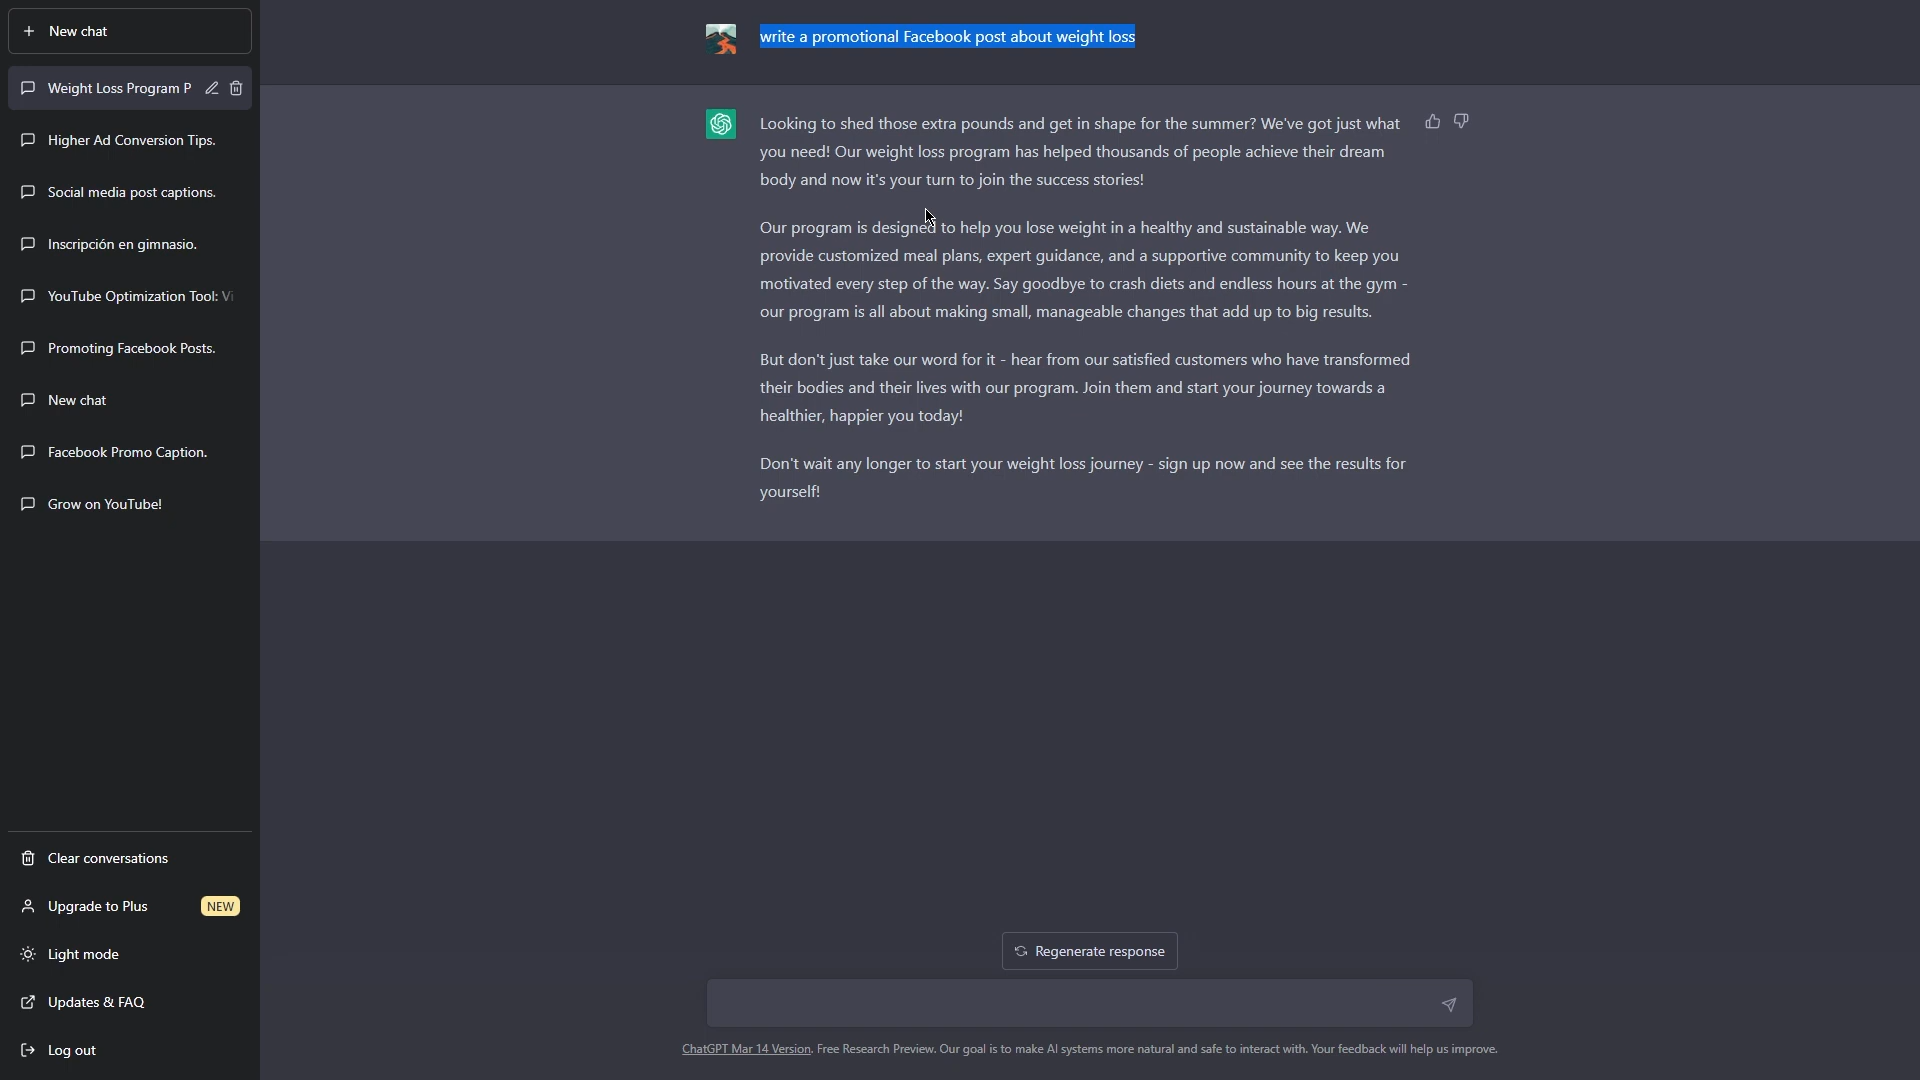 New chat
Weight Loss Program P
Higher Ad Conversion Tips.
Social media post captions.
Inscripción en gimnasio.
YouTube Optimization Tool: Vi
Promoting Facebook Posts.
New chat
Facebook Promo Caption.
Grow on YouTube!
Clear conversations
Upgrade to Plus NEW
Light mode
Updates & FAQ
Log out
write a promotional Facebook post about weight loss
Looking to shed those extra pounds and get in shape for the summer? We've got just what
you need! Our weight loss program has helped thousands of people achieve their dream
body and now it's your turn to join the success stories!
Our program is designed to help you lose weight in a healthy and sustainable way. We
provide customized meal plans, expert guidance, and a supportive community to keep you
motivated every step of the way. Say goodbye to crash diets and endless hours at the gym -
our program is all about making small, manageable changes that add up to big results.
But don't just take our word for it - hear from our satisfied customers who have transformed
their bodies and their lives with our program. Join them and start your journey towards a
healthier, happier you today!
Don't wait any longer to start your weight loss journey - sign up now and see the results for
yourself!
Regenerate response
ChatGPT Mar 14 Version. Free Research Preview. Our goal is to make AI systems more natural and safe to interact with. Your feedback will help us improve.